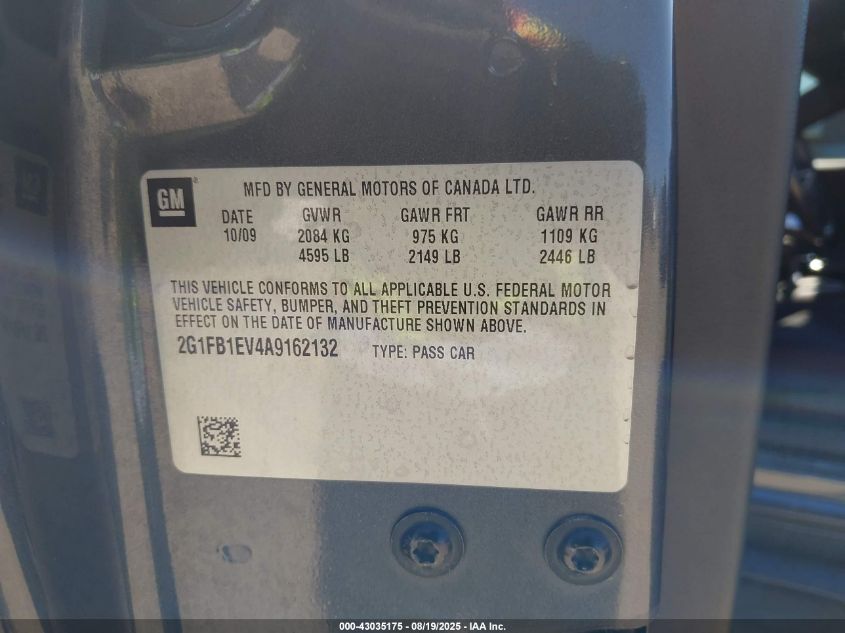 GM
MFD BY GENERAL MOTORS OF CANADA LTD.
DATE GVWR GAWR FRT GAWR RR
10/09 2084 KG 975 KG 1109 KG
4595 LB 2149 LB 2446 LB
THIS VEHICLE CONFORMS TO ALL APPLICABLE U.S. FEDERAL MOTOR
VEHICLE SAFETY, BUMPER, AND THEFT PREVENTION STANDARDS IN
EFFECT ON THE DATE OF MANUFACTURE SHOWN ABOVE.
2G1FB1EV4A9162132 TYPE: PASS CAR
000-43035175 - 08/19/2025 - IAA Inc.